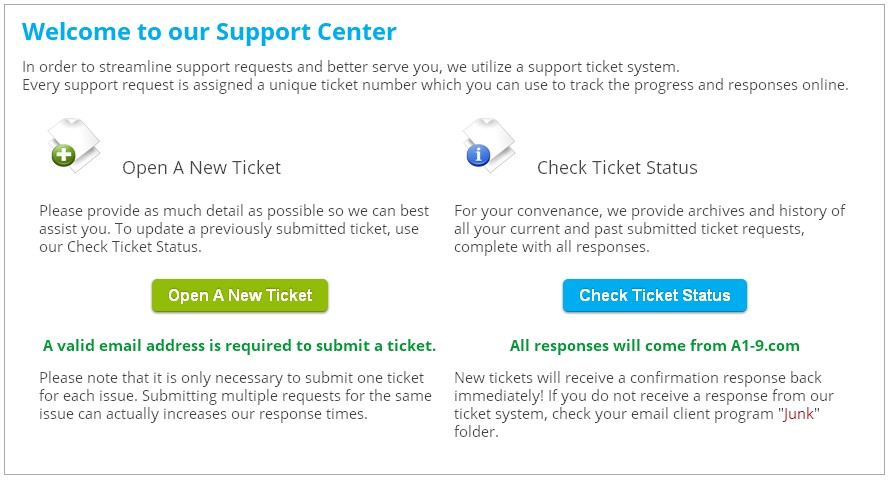 Welcome to our Support Center
In order to streamline support requests and better serve you, we utilize a support ticket system.
Every support request is assigned a unique ticket number which you can use to track the progress and responses online.
Open A New Ticket
Please provide as much detail as possible so we can best
assist you. To update a previously submitted ticket, use
our Check Ticket Status.
Open A New Ticket
A valid email address is required to submit a ticket.
Please note that it is only necessary to submit one ticket
for each issue. Submitting multiple requests for the same
issue can actually increases our response times.
Check Ticket Status
For your convenance, we provide archives and history of
all your current and past submitted ticket requests,
complete with all responses.
Check Ticket Status
All responses will come from A1-9.com
New tickets will receive a confirmation response back
immediately! If you do not receive a response from our
ticket system, check your email client program "Junk"
folder.